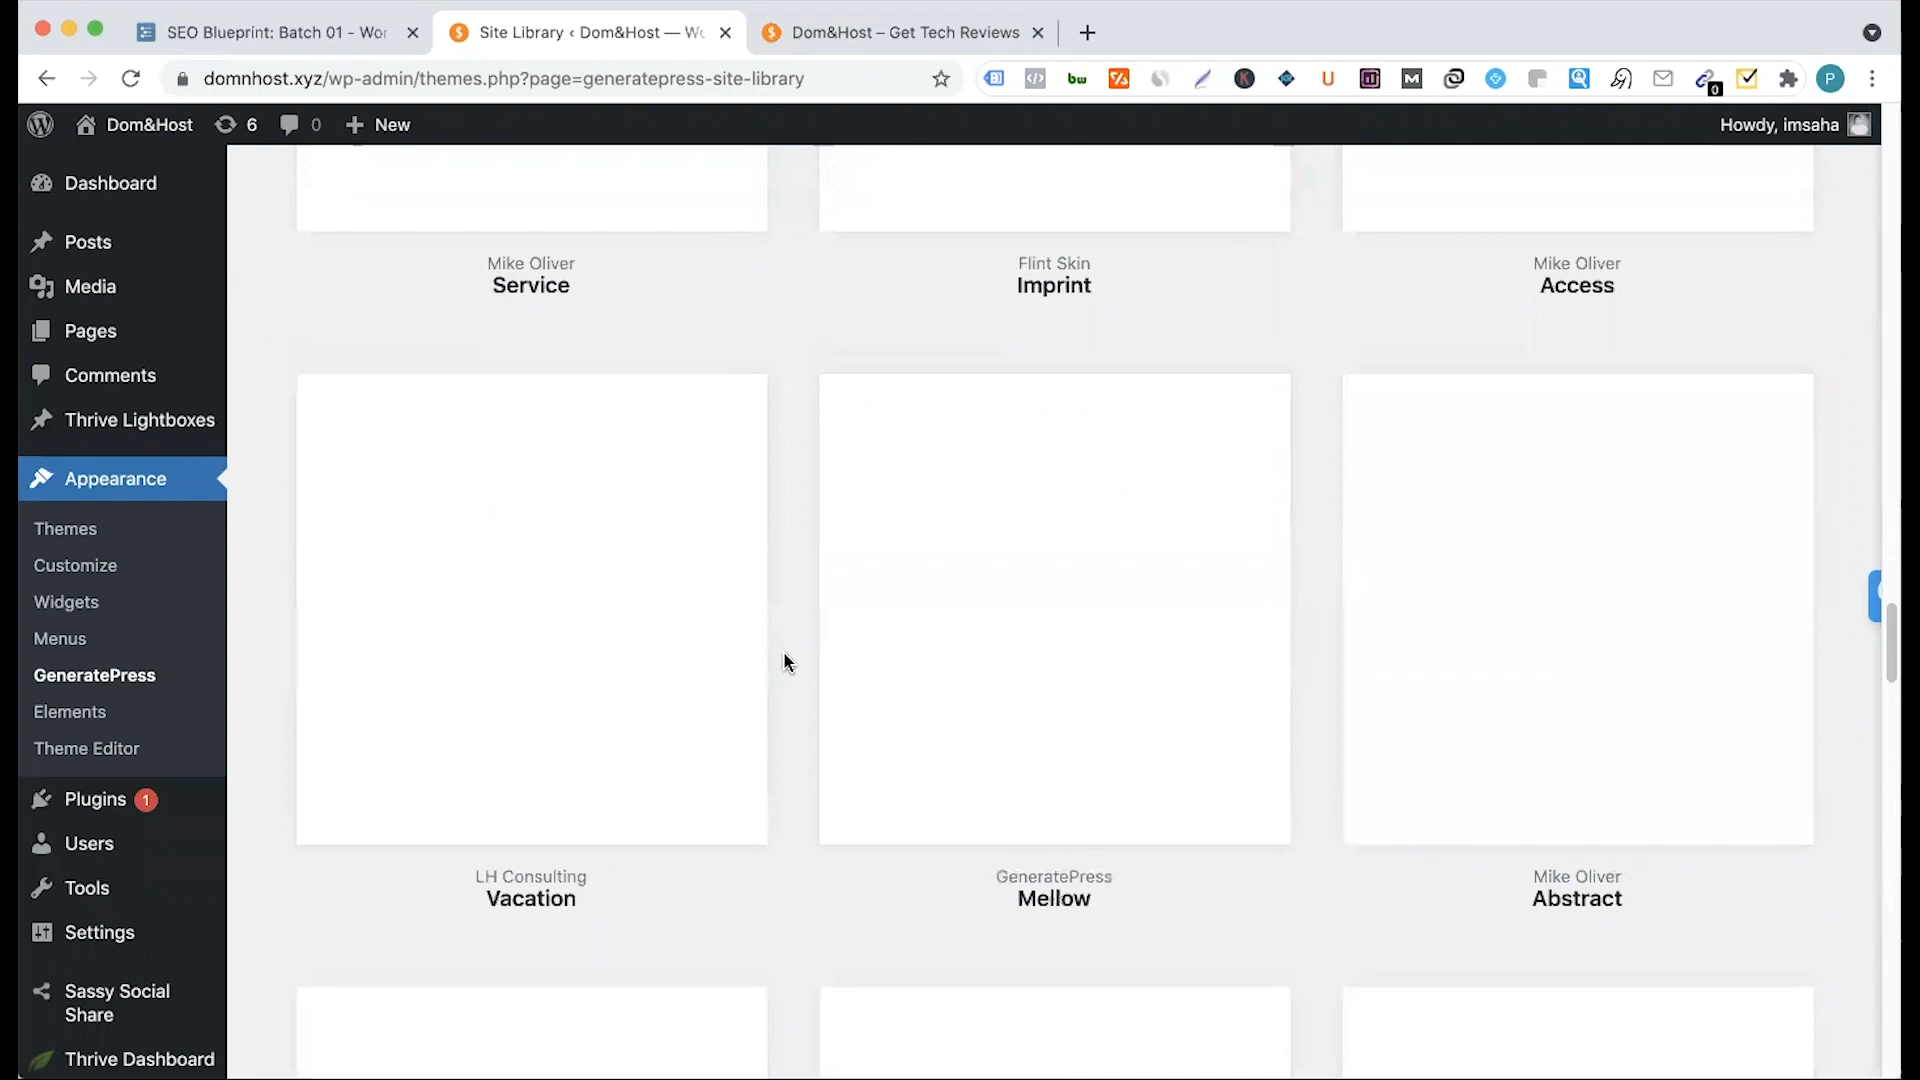 SEO Blueprint: Batch 01 - Wor
Site Library ‹ Dom&Host — Wo
Dom&Host – Get Tech Reviews
domnhost.xyz/wp-admin/themes.php?page=generatepress-site-library
bw
K
U
M
0
P
Dom&Host
6
0
New
Howdy, imsaha
Dashboard
Posts
Media
Pages
Comments
Thrive Lightboxes
Appearance
Themes
Customize
Widgets
Menus
GeneratePress
Elements
Theme Editor
Plugins 1
Users
Tools
Settings
Sassy Social
Share
Thrive Dashboard
Mike Oliver
Service
Flint Skin
Imprint
Mike Oliver
Access
LH Consulting
Vacation
GeneratePress
Mellow
Mike Oliver
Abstract